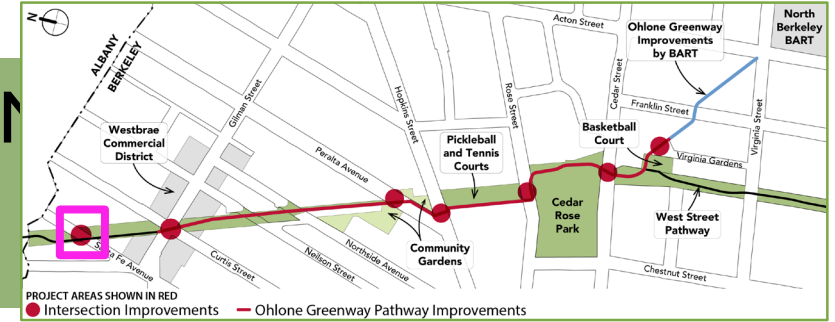 N
N
ALBANY
BERKELEY
Acton Street
North
Berkeley
BART
Ohlone Greenway
Improvements
by BART
Gilman Street
Hopkins Street
Rose Street
Cedar Street
Franklin Street
Virginia Street
Westbrae
Commercial
District
Peralta Avenue
Pickleball
and Tennis
Courts
Basketball
Court
Virginia Gardens
Cedar
Rose
Park
West Street
Pathway
Community
Gardens
Santa Fe Avenue
Curtis Street
Neilson Street
Northside Avenue
Chestnut Street
PROJECT AREAS SHOWN IN RED
Intersection Improvements
Ohlone Greenway Pathway Improvements